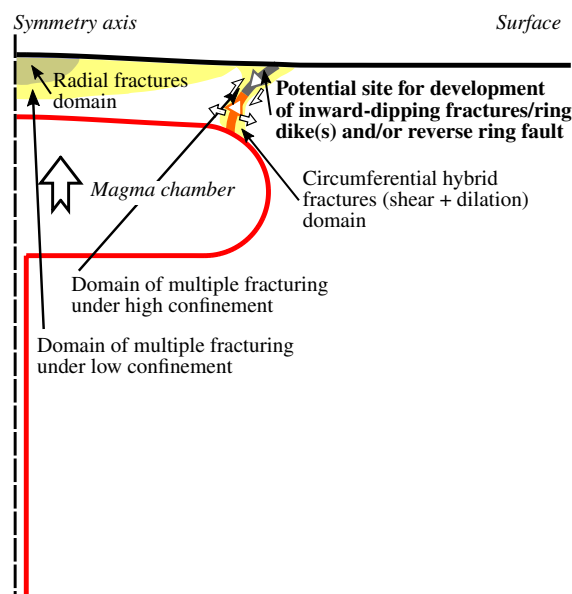 Symmetry axis
Surface
Radial fractures
domain
Potential site for development
of inward-dipping fractures/ring
dike(s) and/or reverse ring fault
Magma chamber
Circumferential hybrid
fractures (shear + dilation)
domain
Domain of multiple fracturing
under high confinement
Domain of multiple fracturing
under low confinement